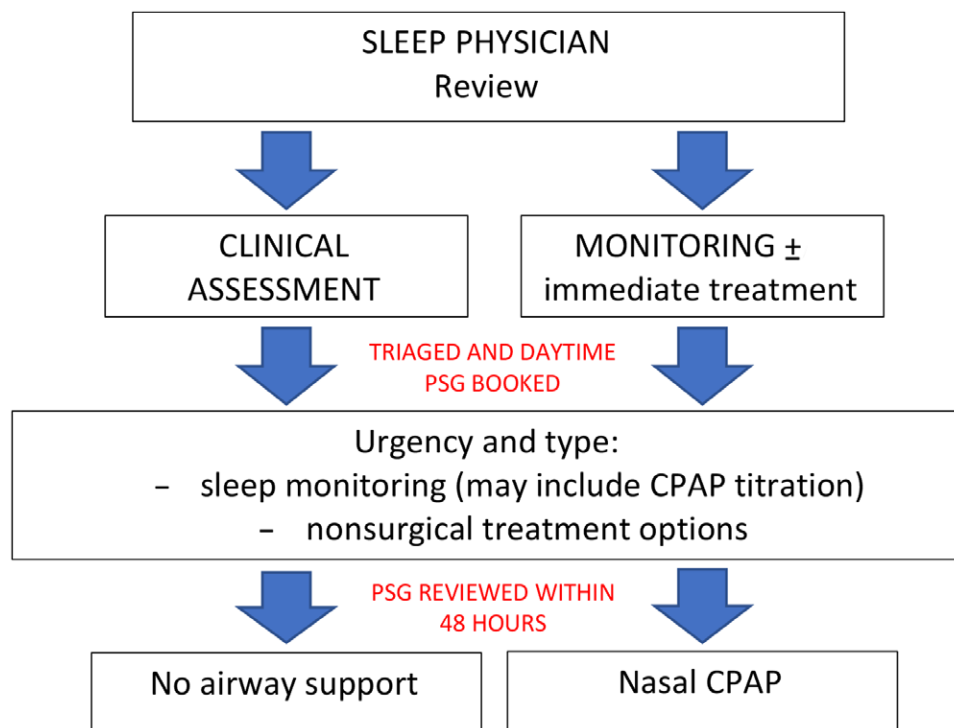 SLEEP PHYSICIAN
Review
CLINICAL
ASSESSMENT
MONITORING ±
immediate treatment
TRIAGED AND DAYTIME
PSG BOOKED
Urgency and type:
– sleep monitoring (may include CPAP titration)
– nonsurgical treatment options
PSG REVIEWED WITHIN
48 HOURS
No airway support
Nasal CPAP